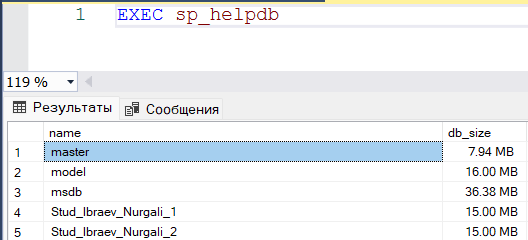 1 EXEC sp_helpdb
119 %
Результаты Сообщения
name db_size
1 master 7.94 MB
2 model 16.00 MB
3 msdb 36.38 MB
4 Stud_Ibraev_Nurgali_1 15.00 MB
5 Stud_Ibraev_Nurgali_2 15.00 MB